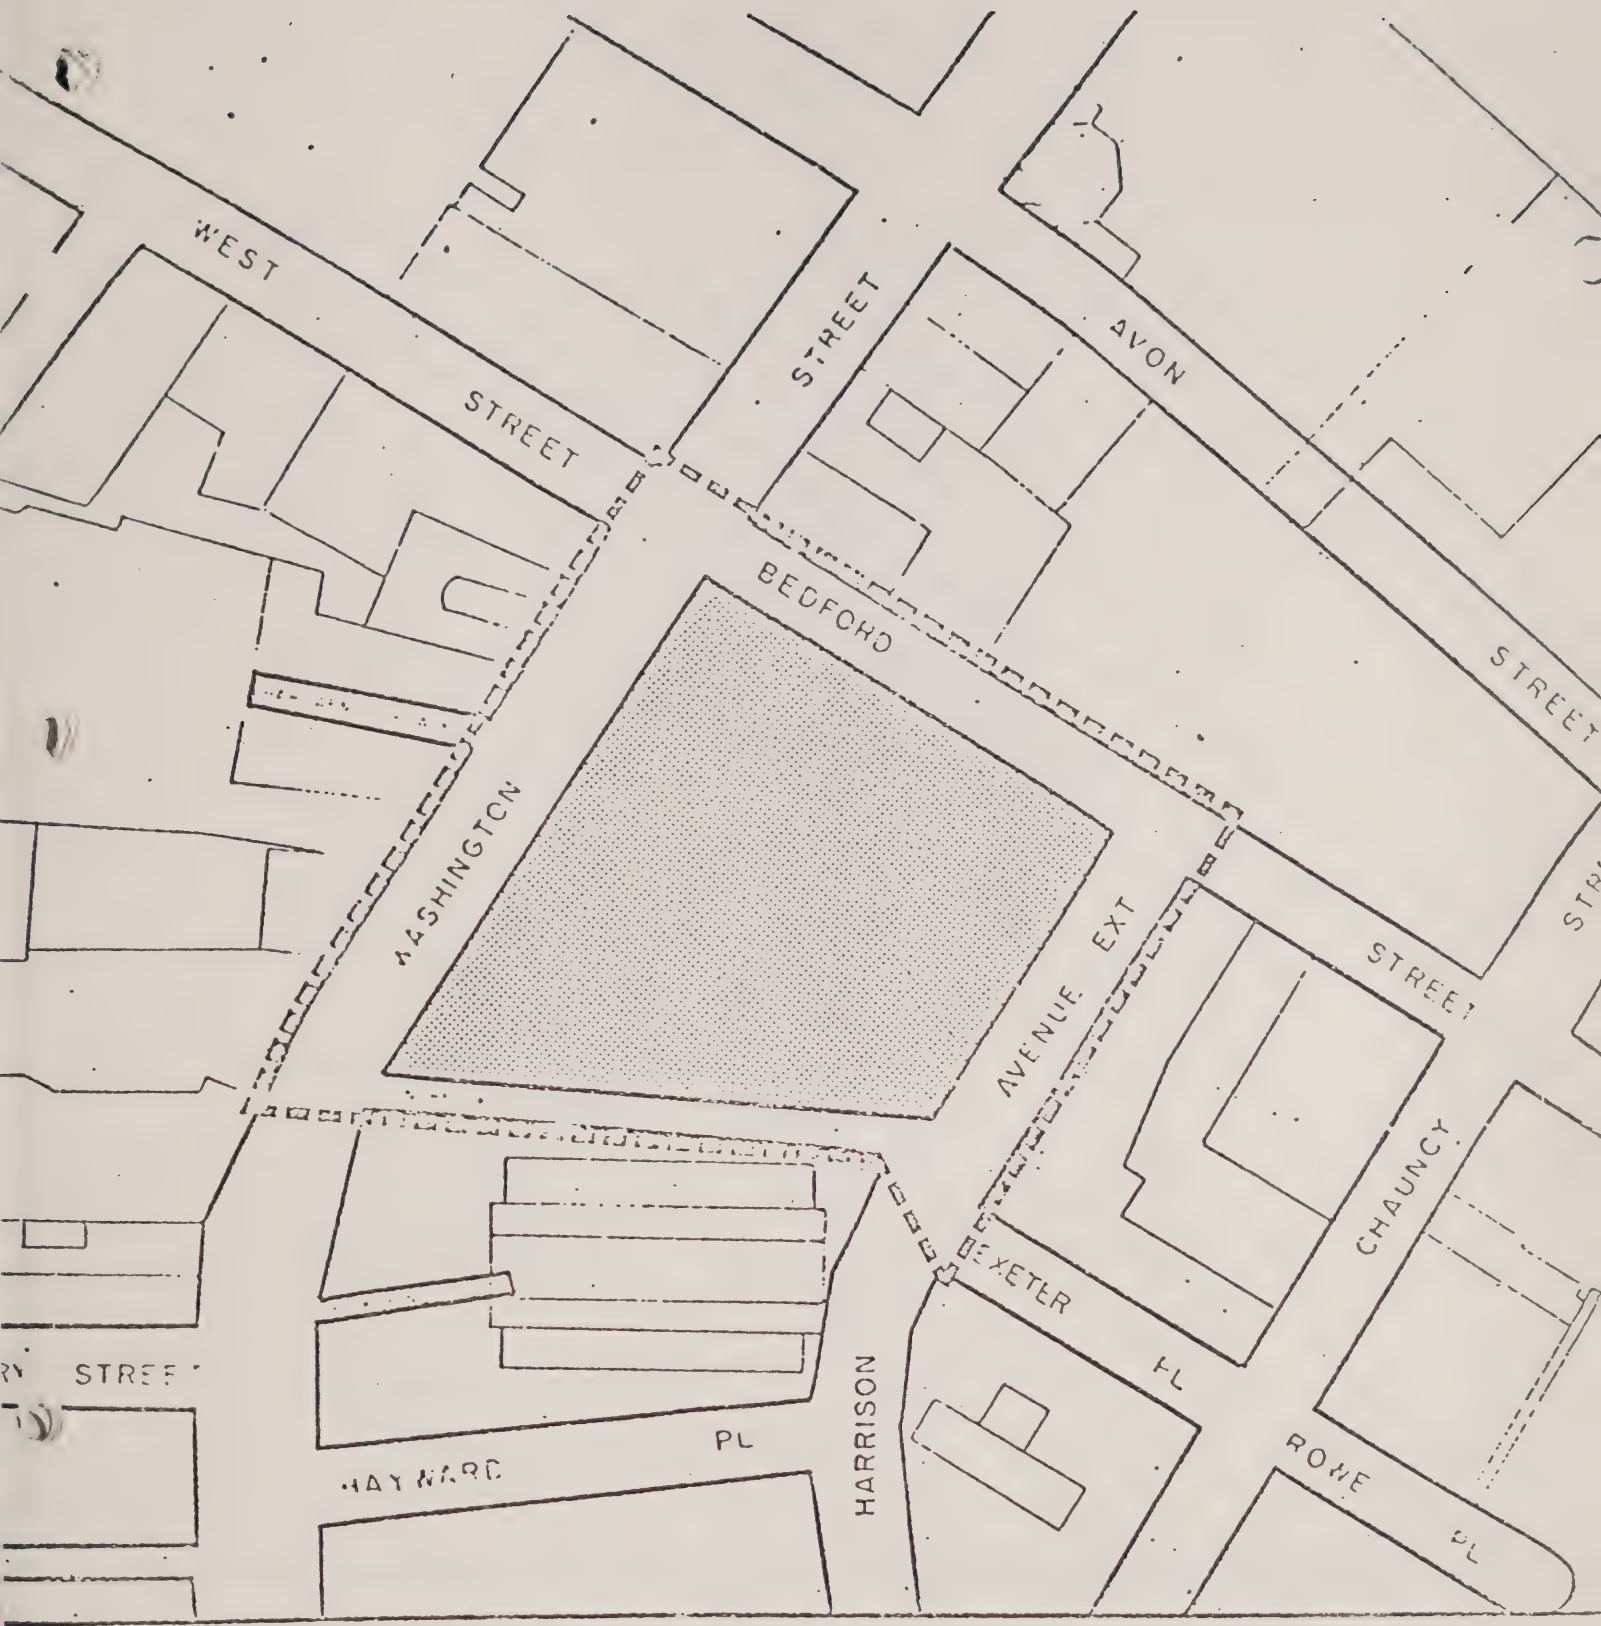 WEST
STREET
STREET
AVON
STREET
BEDFORD
STREET
WASHINGTON
AVENUE EXT
CHAUNCY
EXETER
PL
STREET
HARRISON
HAYWARD
PL
ROWE
PL